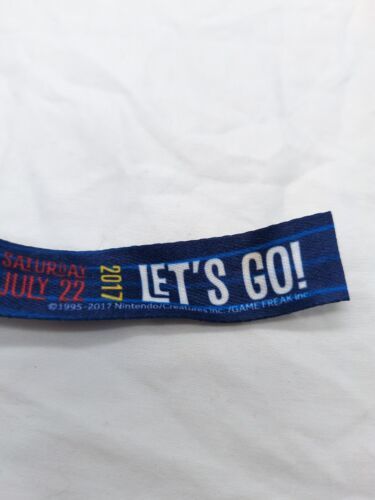 SATURDAY
JULY 22
2017
LET'S GO!
©1995-2017 Nintendo/Creatures Inc./GAME FREAK inc.